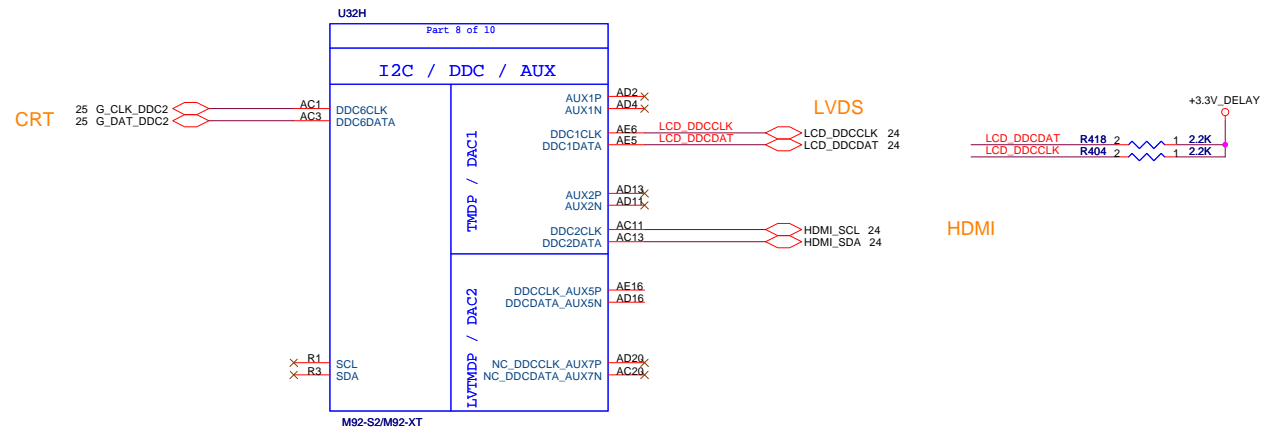 U32H
Part 8 of 10
I2C / DDC / AUX
CRT
25 G_CLK_DDC2
25 G_DAT_DDC2
AC1
AC3
DDC6CLK
DDC6DATA
R1
R3
SCL
SDA
TMDP / DAC1
LVTMDP / DAC2
AUX1P AD2
AUX1N AD4
DDC1CLK AE6 LCD_DDCCLK LCD_DDCCLK 24
DDC1DATA AE5 LCD_DDCDAT LCD_DDCDAT 24
AUX2P AD13
AUX2N AD11
DDC2CLK AC11 HDMI_SCL 24
DDC2DATA AC13 HDMI_SDA 24
DDCCLK_AUX5P AE16
DDCDATA_AUX5N AD16
NC_DDCCLK_AUX7P AD20
NC_DDCDATA_AUX7N AC20
M92-S2/M92-XT
LVDS
HDMI
+3.3V_DELAY
LCD_DDCDAT R418 2 1 2.2K
LCD_DDCCLK R404 2 1 2.2K